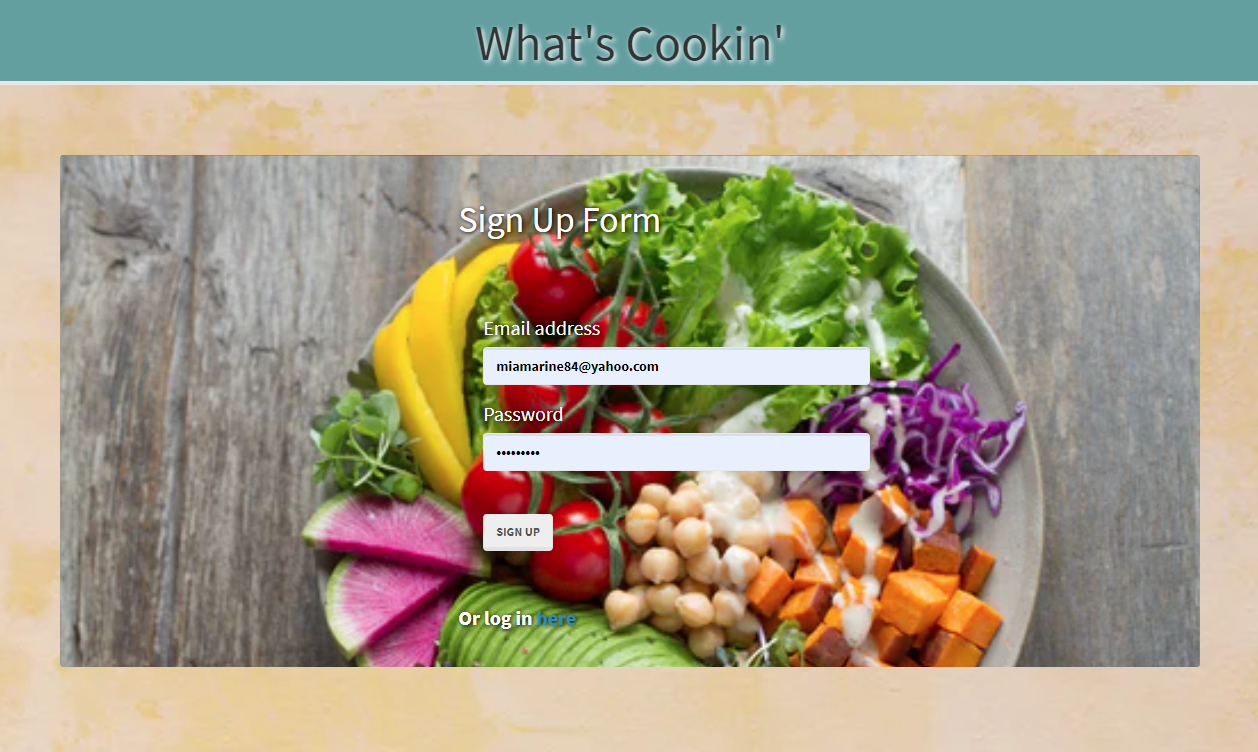 What's Cookin'
Sign Up Form
Email address
miamarine84@yahoo.com
Password
•••••••••
SIGN UP
Or log in here